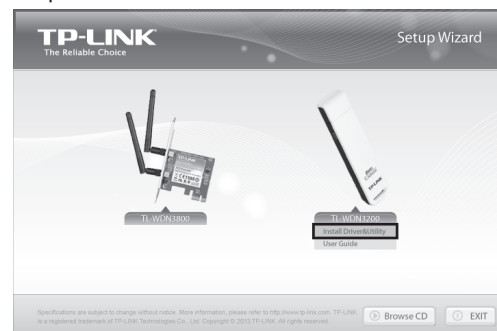 TP-LINK
The Reliable Choice
Setup Wizard
TP-LINK
TL-WDN3800
TL-WDN3200
Install Driver&Utility
User Guide
Specifications are subject to change without notice. More information, please refer to http://www.tp-link.com. TP-LINK
is a registered trademark of TP-LINK Technologies Co., Ltd. Copyright © 2013 TP-LINK. All rights reserved.
Browse CD
EXIT